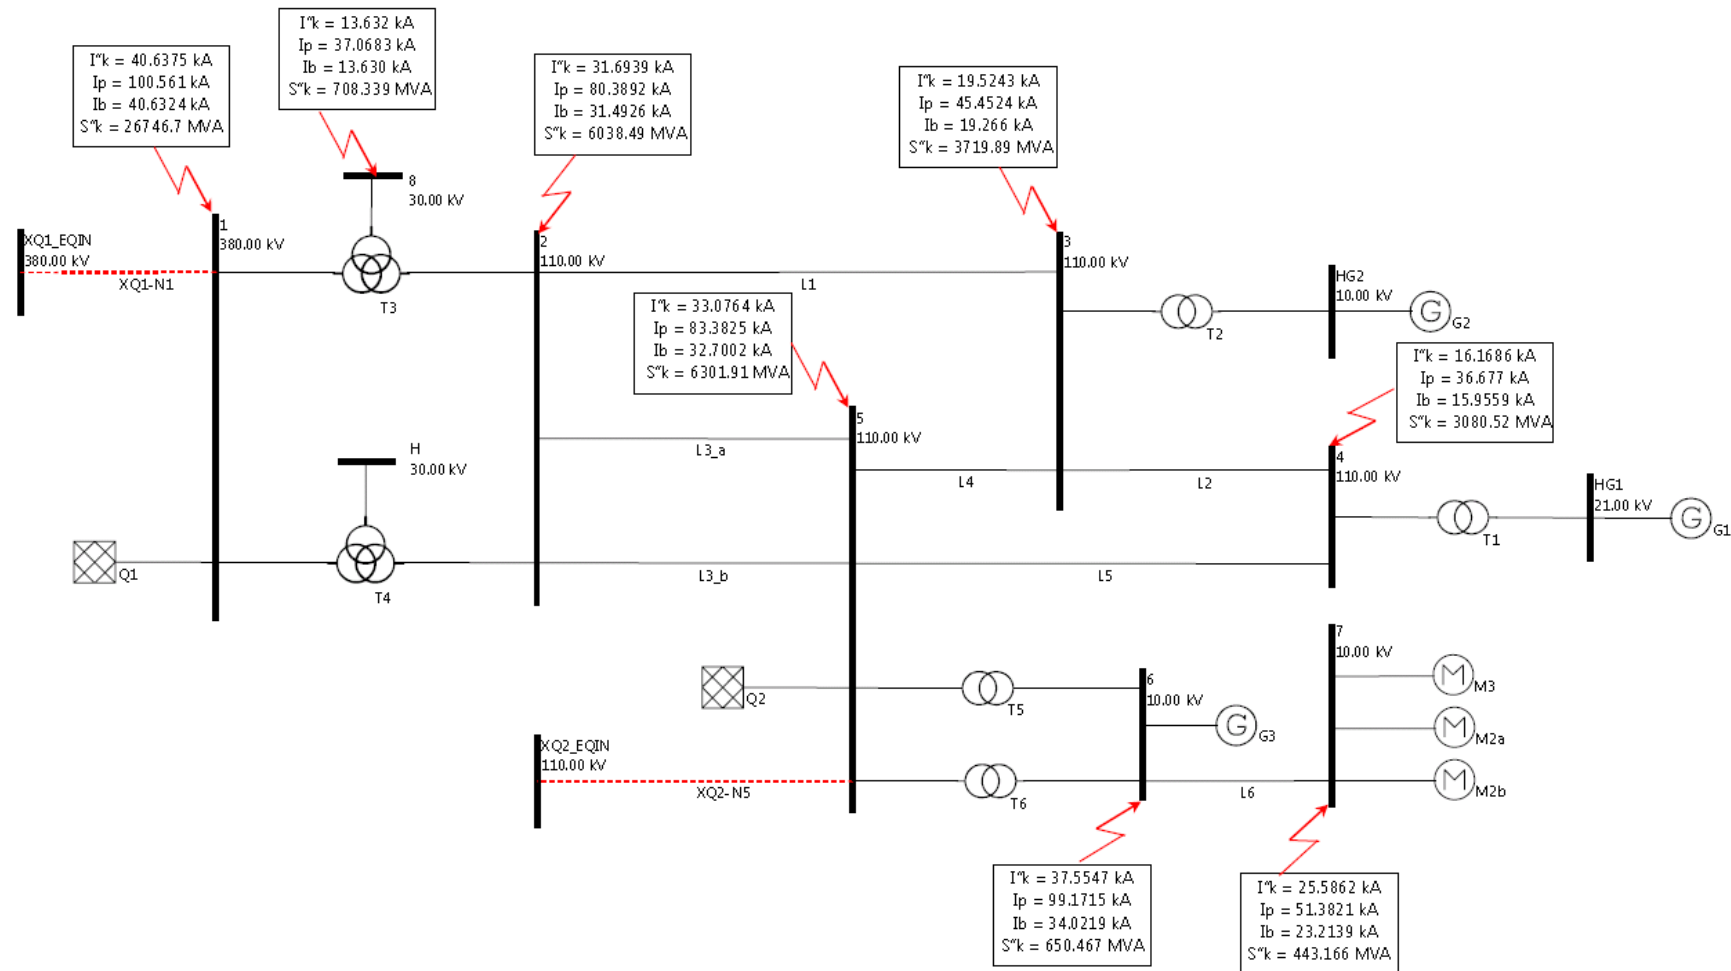 I"k = 40.6375 kA
Ip = 100.561 kA
Ib = 40.6324 kA
S"k = 26746.7 MVA
I"k = 13.632 kA
Ip = 37.0683 kA
Ib = 13.630 kA
S"k = 708.339 MVA
I"k = 31.6939 kA
Ip = 80.3892 kA
Ib = 31.4926 kA
S"k = 6038.49 MVA
I"k = 19.5243 kA
Ip = 45.4524 kA
Ib = 19.266 kA
S"k = 3719.89 MVA
8
30.00 kV
XQ1_EQIN
380.00 kV
XQ1-N1
1
380.00 kV
T3
2
110.00 kV
L1
3
110.00 kV
T2
HG2
10.00 kV
G2
I"k = 33.0764 kA
Ip = 83.3825 kA
Ib = 32.7002 kA
S"k = 6301.91 MVA
I"k = 16.1686 kA
Ip = 36.677 kA
Ib = 15.9559 kA
S"k = 3080.52 MVA
5
110.00 kV
L3_a
H
30.00 kV
L4
L2
4
110.00 kV
HG1
21.00 kV
T1
G1
Q1
T4
L3_b
L5
Q2
T5
6
10.00 kV
G3
7
10.00 kV
M3
M2a
M2b
XQ2_EQIN
110.00 kV
XQ2-N5
T6
L6
I"k = 37.5547 kA
Ip = 99.1715 kA
Ib = 34.0219 kA
S"k = 650.467 MVA
I"k = 25.5862 kA
Ip = 51.3821 kA
Ib = 23.2139 kA
S"k = 443.166 MVA
G
G
G
M
M
M